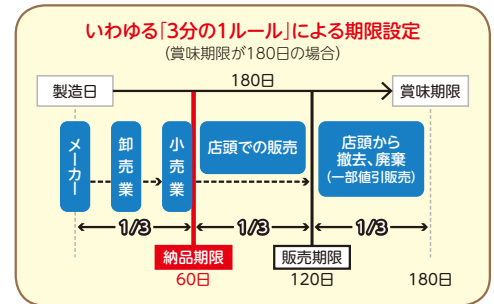 いわゆる「3分の1ルール」による期限設定
(賞味期限が180日の場合)
製造日
180日
賞味期限
メーカー
卸売業
小売業
店頭での販売
店頭から
撤去、廃棄
(一部値引販売)
1/3
1/3
1/3
納品期限
販売期限
60日
120日
180日